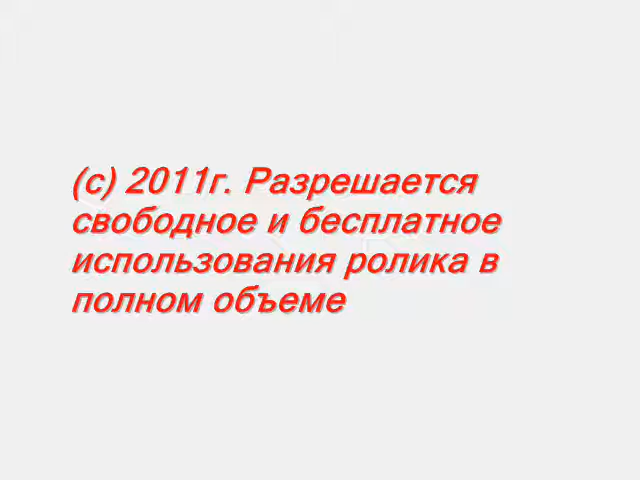 (с) 2011г. Разрешается
свободное и бесплатное
использования ролика в
полном объеме